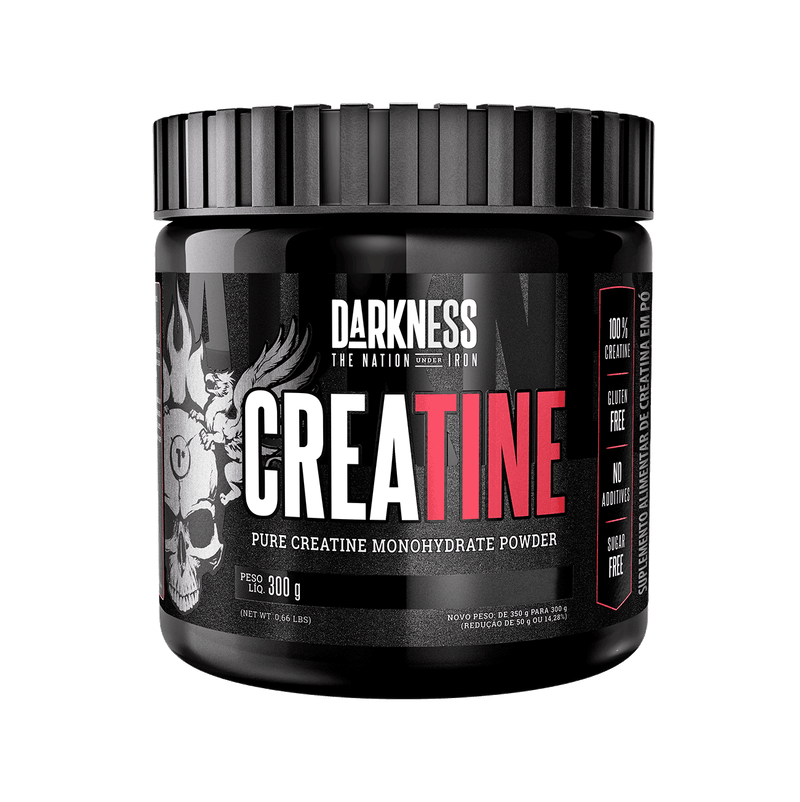 DARKNESS
THE NATION UNDER IRON
CREATINE
PURE CREATINE MONOHYDRATE POWDER
PESO
LÍQ. 300 g
(NET WT 0,66 LBS)
NOVO PESO: DE 350 g PARA 300 g
(REDUÇÃO DE 50 g OU 14,28%)
100%
CREATINE
GLUTEN
FREE
NO
ADDITIVES
SUGAR
FREE
SUPLEMENTO ALIMENTAR DE CREATINA EM PÓ